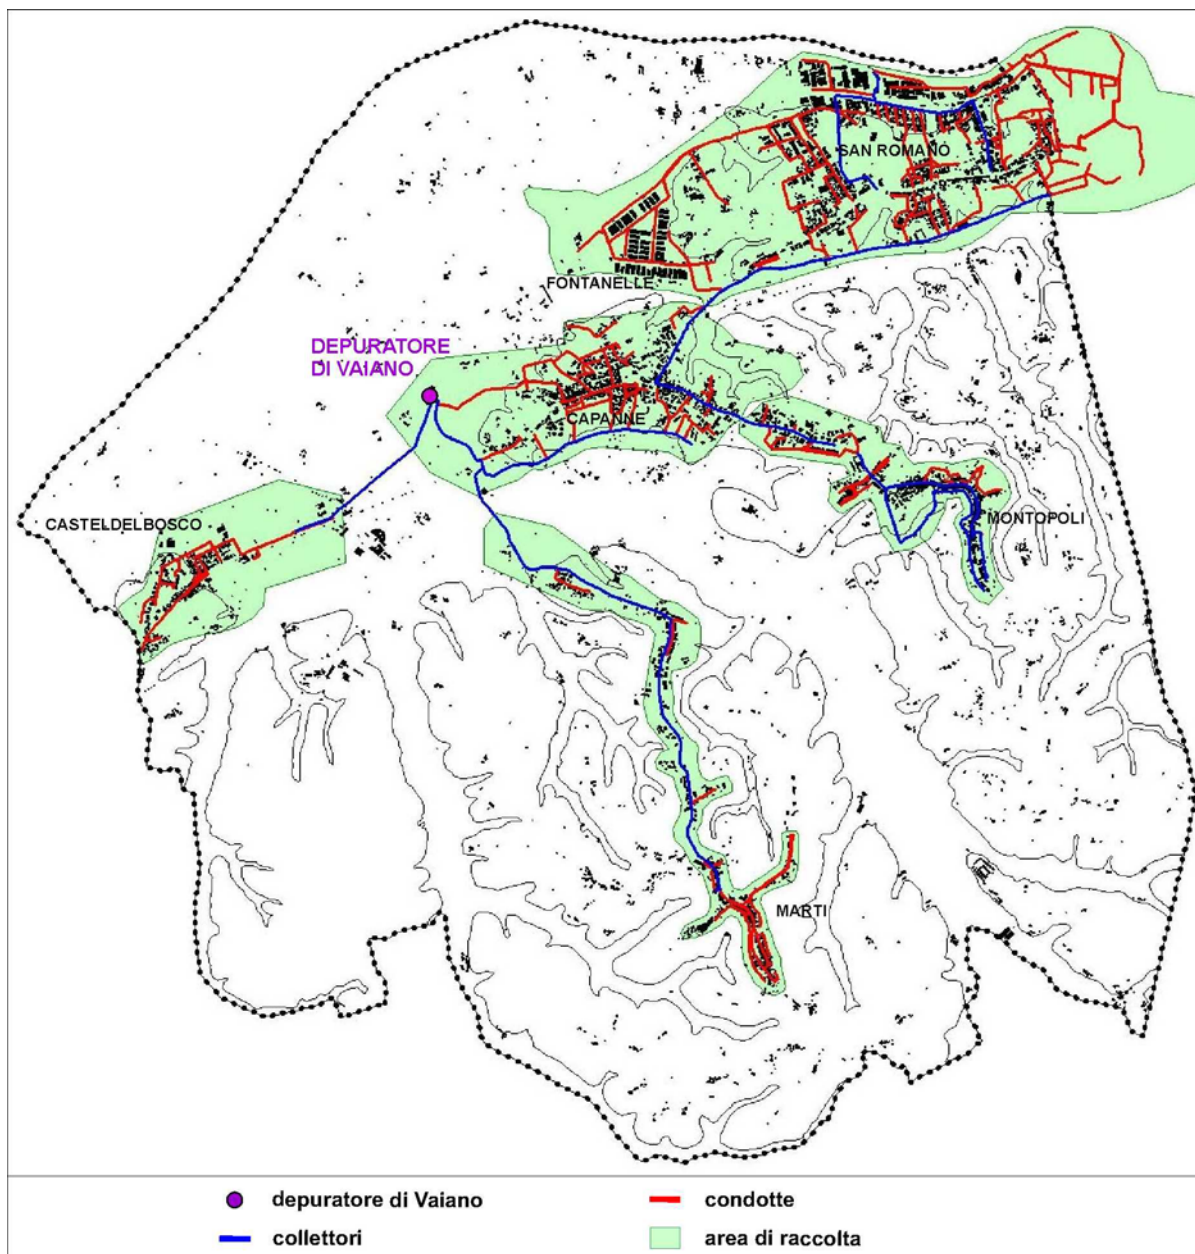 SAN ROMANO
FONTANELLE
DEPURATORE
DI VAIANO
CAPANNE
CASTELDELBOSCO
MONTOPOLI
MARTI
depuratore di Vaiano
condotte
collettori
area di raccolta